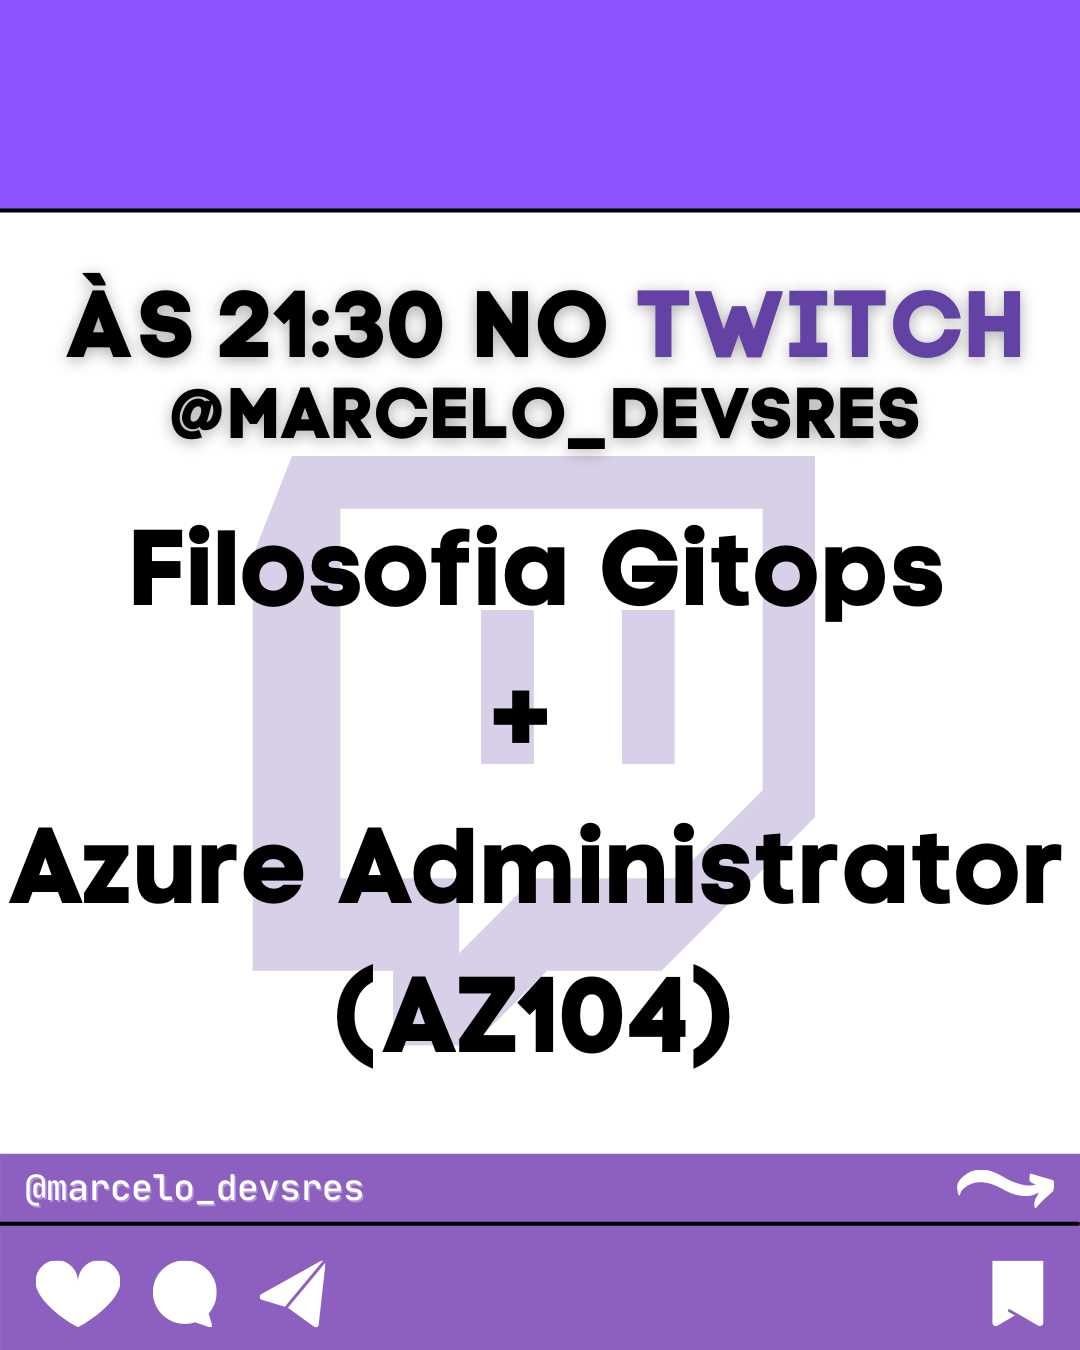 ÀS 21:30 NO TWITCH
@MARCELO_DEVSRES
Filosofia Gitops
+
Azure Administrator
(AZ104)
@marcelo_devsres